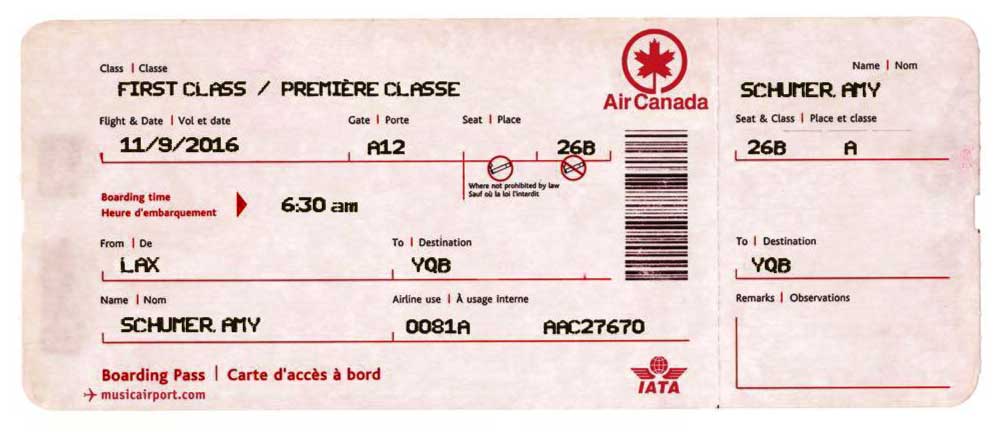 Class | Classe
FIRST CLASS / PREMIÈRE CLASSE
Flight & Date | Vol et date
Gate | Porte
Seat | Place
11/9/2016
A12
26B
Where not prohibited by law
Sauf où la loi l'interdit
Boarding time
Heure d'embarquement
6:30 am
From | De
To | Destination
LAX
YQB
Name | Nom
Airline use | À usage interne
SCHUMER, AMY
0081A
AAC27670
Boarding Pass | Carte d'accès à bord
musicairport.com
Air Canada
IATA
Name | Nom
SCHUMER, AMY
Seat & Class | Place et classe
26B A
To | Destination
YQB
Remarks | Observations